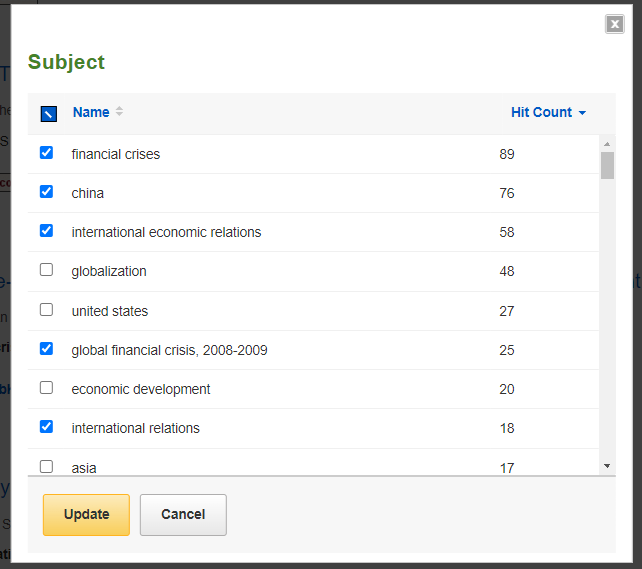 Subject
Name Hit Count
financial crises 89
china 76
international economic relations 58
globalization 48
united states 27
global financial crisis, 2008-2009 25
economic development 20
international relations 18
asia 17
Update Cancel